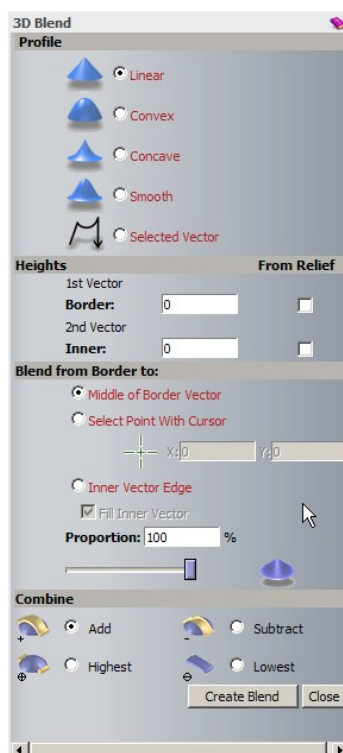 3D Blend
Profile
Linear
Convex
Concave
Smooth
Selected Vector
Heights From Relief
1st Vector
Border: 0
2nd Vector
Inner: 0
Blend from Border to:
Middle of Border Vector
Select Point With Cursor
X: 0 Y: 0
Inner Vector Edge
Fill Inner Vector
Proportion: 100 %
Combine
Add Subtract
Highest Lowest
Create Blend Close